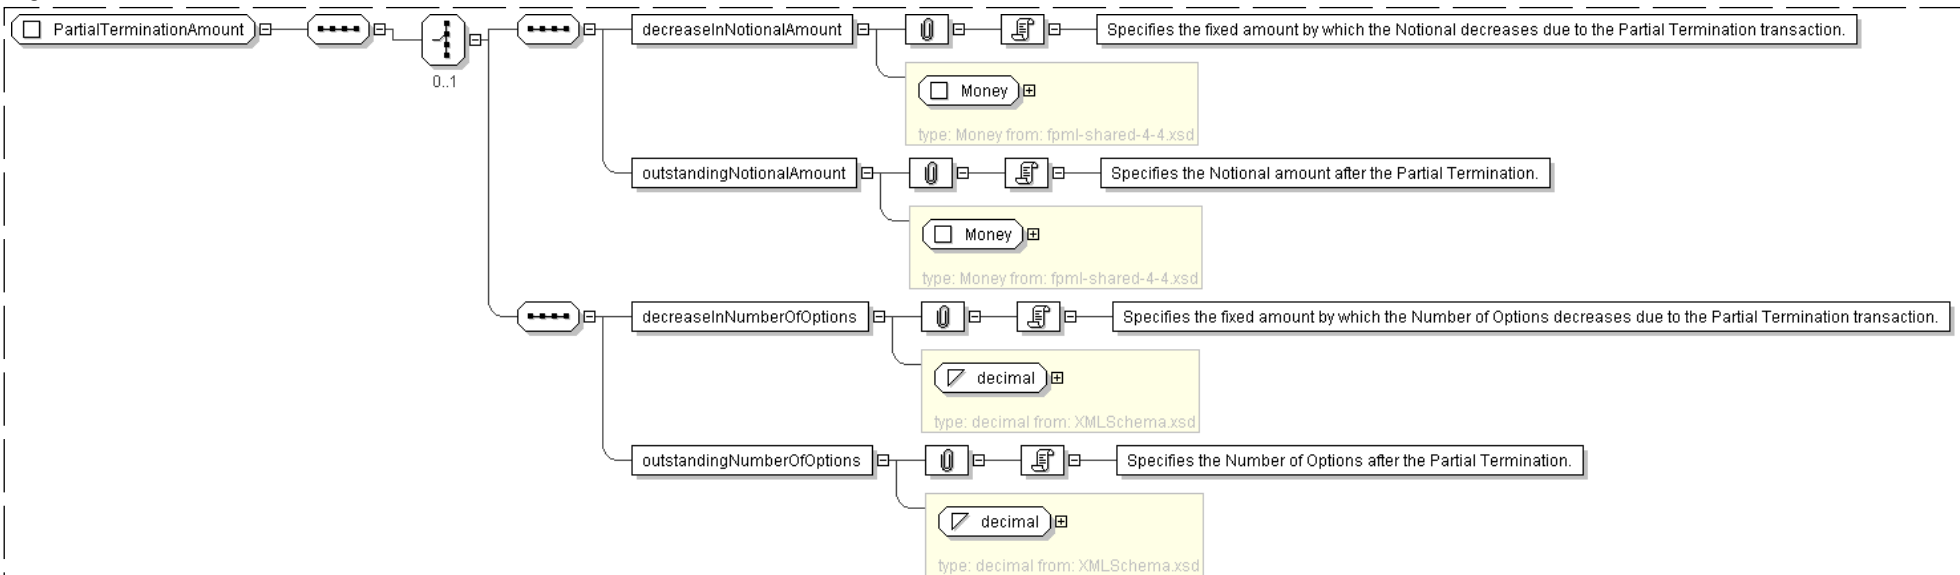 PartialTerminationAmount
0..1
decreaseInNotionalAmount
Specifies the fixed amount by which the Notional decreases due to the Partial Termination transaction.
Money
type: Money from: fpml-shared-4-4.xsd
outstandingNotionalAmount
Specifies the Notional amount after the Partial Termination.
Money
type: Money from: fpml-shared-4-4.xsd
decreaseInNumberOfOptions
Specifies the fixed amount by which the Number of Options decreases due to the Partial Termination transaction.
decimal
type: decimal from: XMLSchema.xsd
outstandingNumberOfOptions
Specifies the Number of Options after the Partial Termination.
decimal
type: decimal from: XMLSchema.xsd